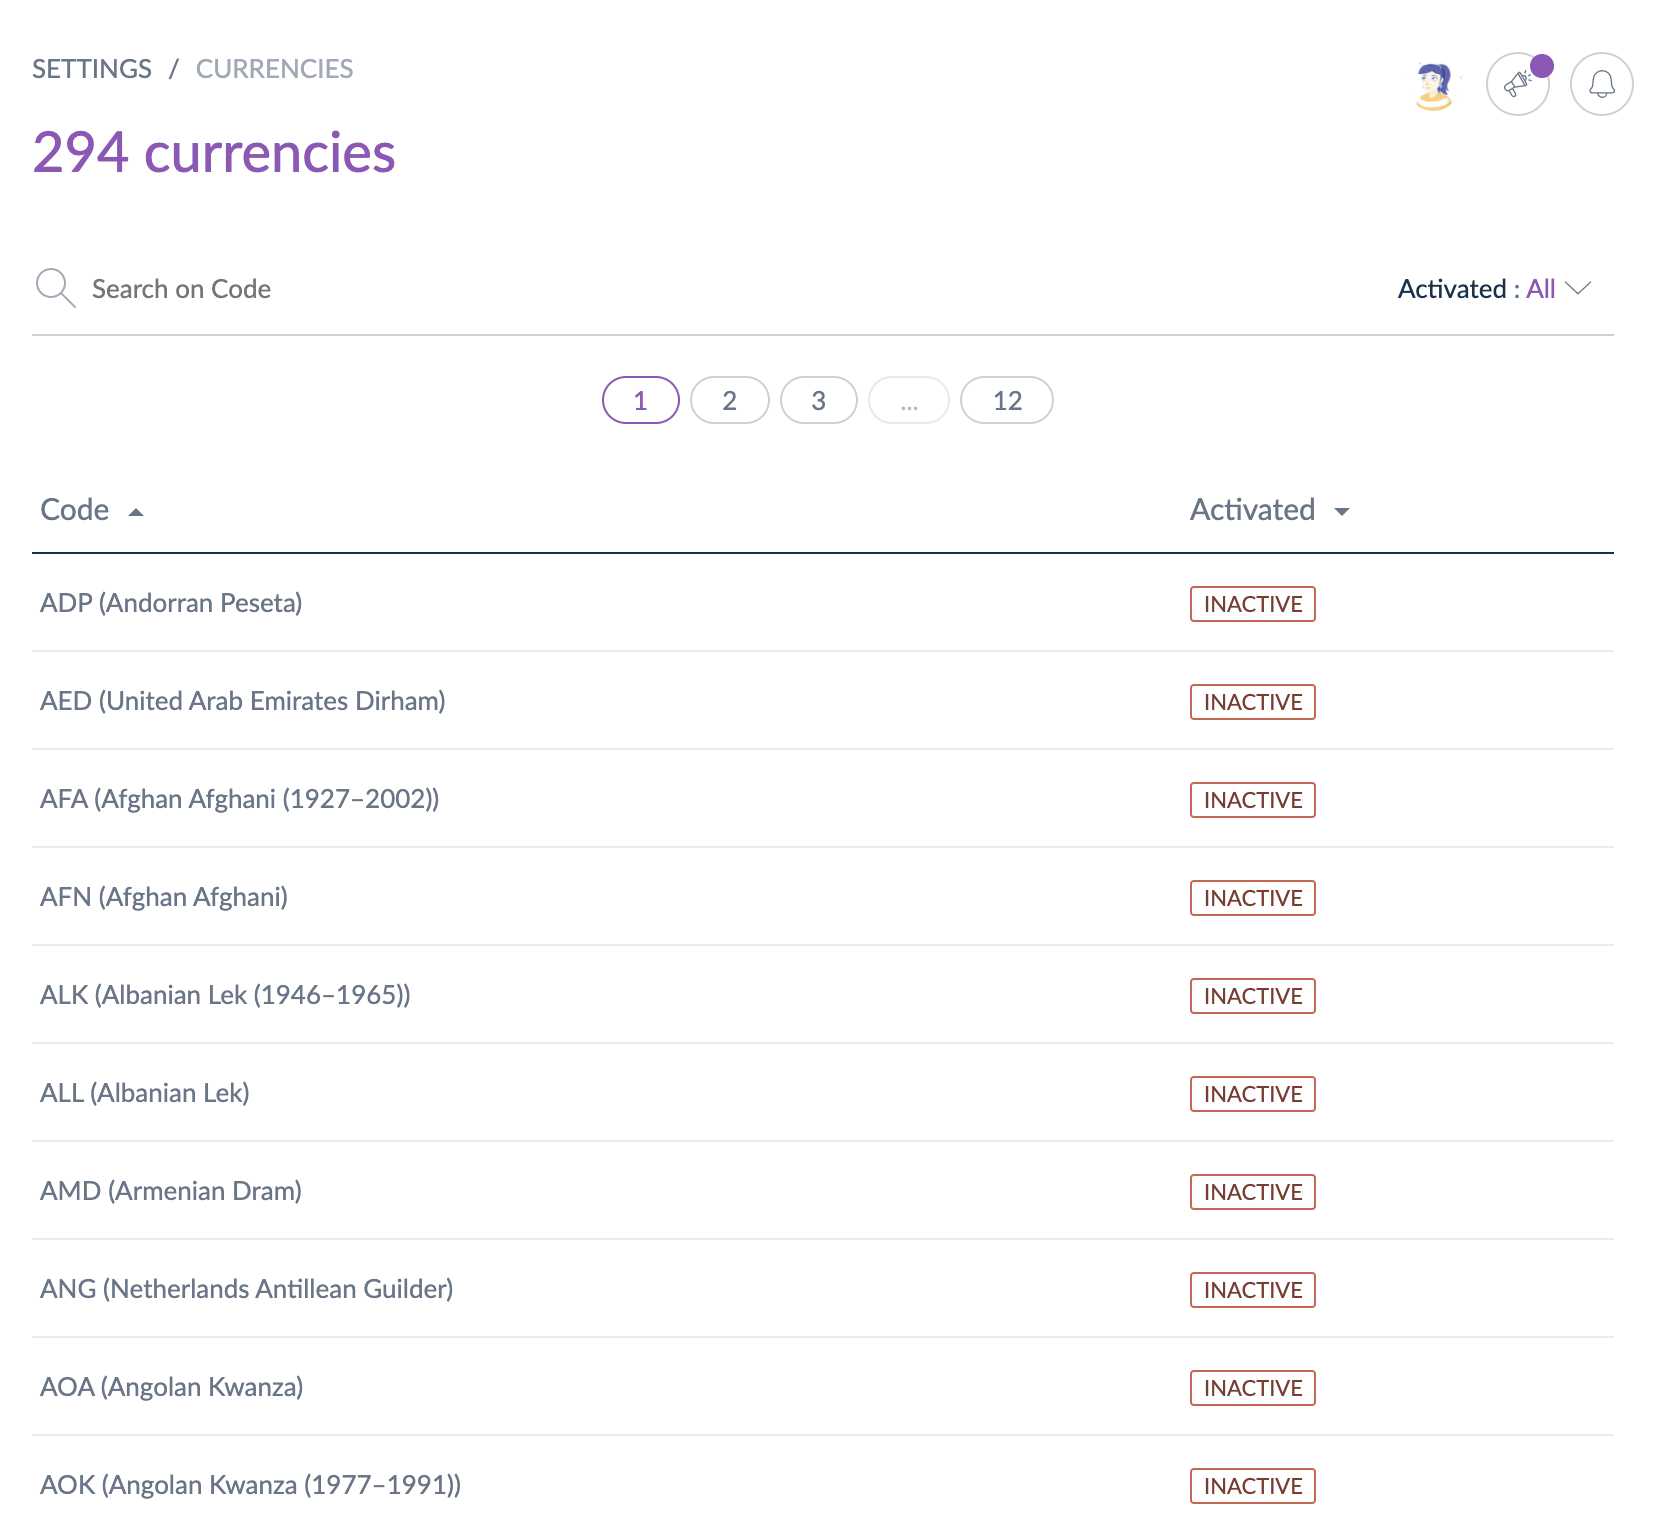 SETTINGS / CURRENCIES
294 currencies
Search on Code
Activated : All
1 2 3 ... 12
Code Activated
ADP (Andorran Peseta) INACTIVE
AED (United Arab Emirates Dirham) INACTIVE
AFA (Afghan Afghani (1927–2002)) INACTIVE
AFN (Afghan Afghani) INACTIVE
ALK (Albanian Lek (1946–1965)) INACTIVE
ALL (Albanian Lek) INACTIVE
AMD (Armenian Dram) INACTIVE
ANG (Netherlands Antillean Guilder) INACTIVE
AOA (Angolan Kwanza) INACTIVE
AOK (Angolan Kwanza (1977–1991)) INACTIVE